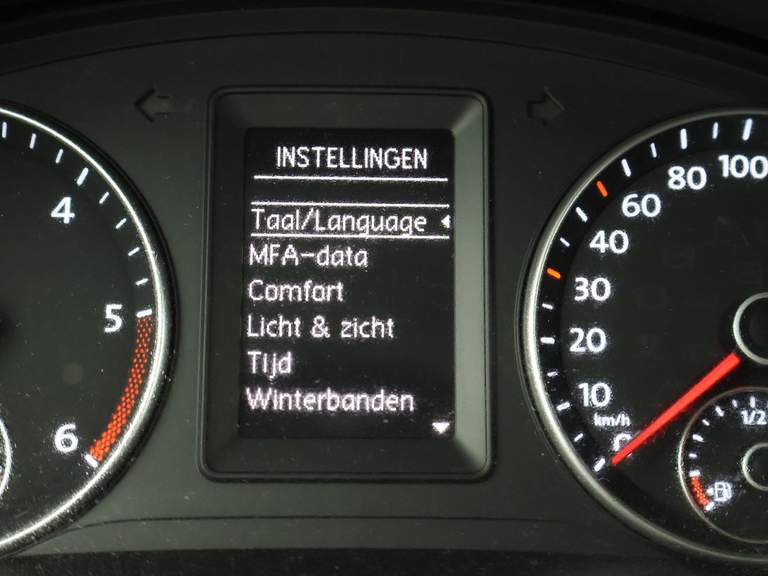 INSTELLINGEN
Taal/Language
MFA-data
Comfort
Licht & zicht
Tijd
Winterbanden
4
5
6
100
80
60
40
30
20
10
km/h
0
1/2